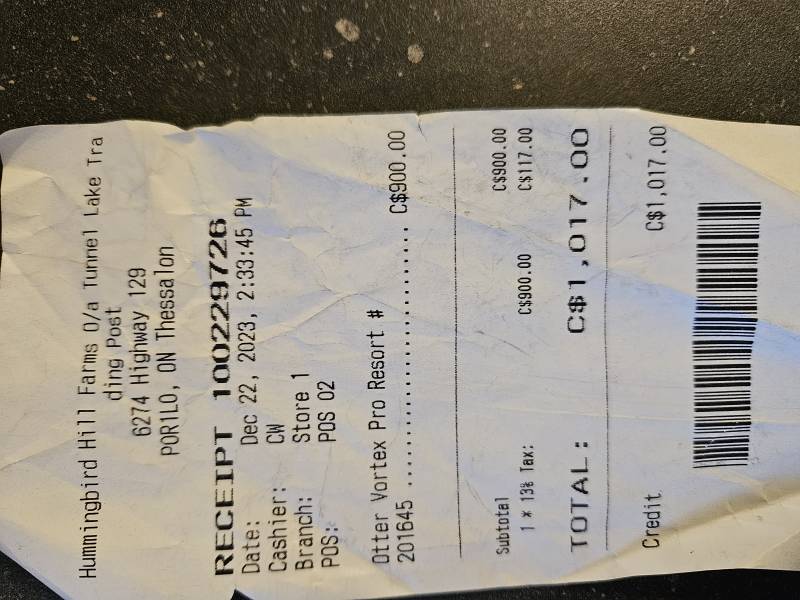 Hummingbird Hill Farms O/a Tunnel Lake Tra
ding Post
6274 Highway 129
POR1L0, ON Thessalon
RECEIPT 100229726
Date: Dec 22, 2023, 2:33:45 PM
Cashier: CW
Branch: Store 1
POS: POS 02
Otter Vortex Pro Resort #
201645 ........................... C$900.00
Subtotal C$900.00
1 * 13% Tax: C$900.00 C$117.00
TOTAL: C$1,017.00
Credit C$1,017.00